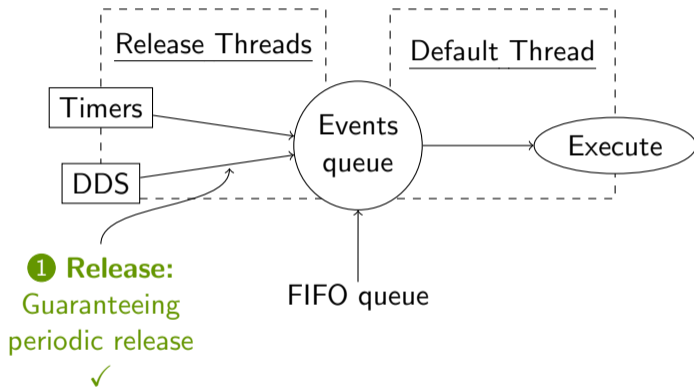 Release Threads
Default Thread
Timers
Events
queue
Execute
DDS
1 Release:
Guaranteeing
periodic release
✓
FIFO queue